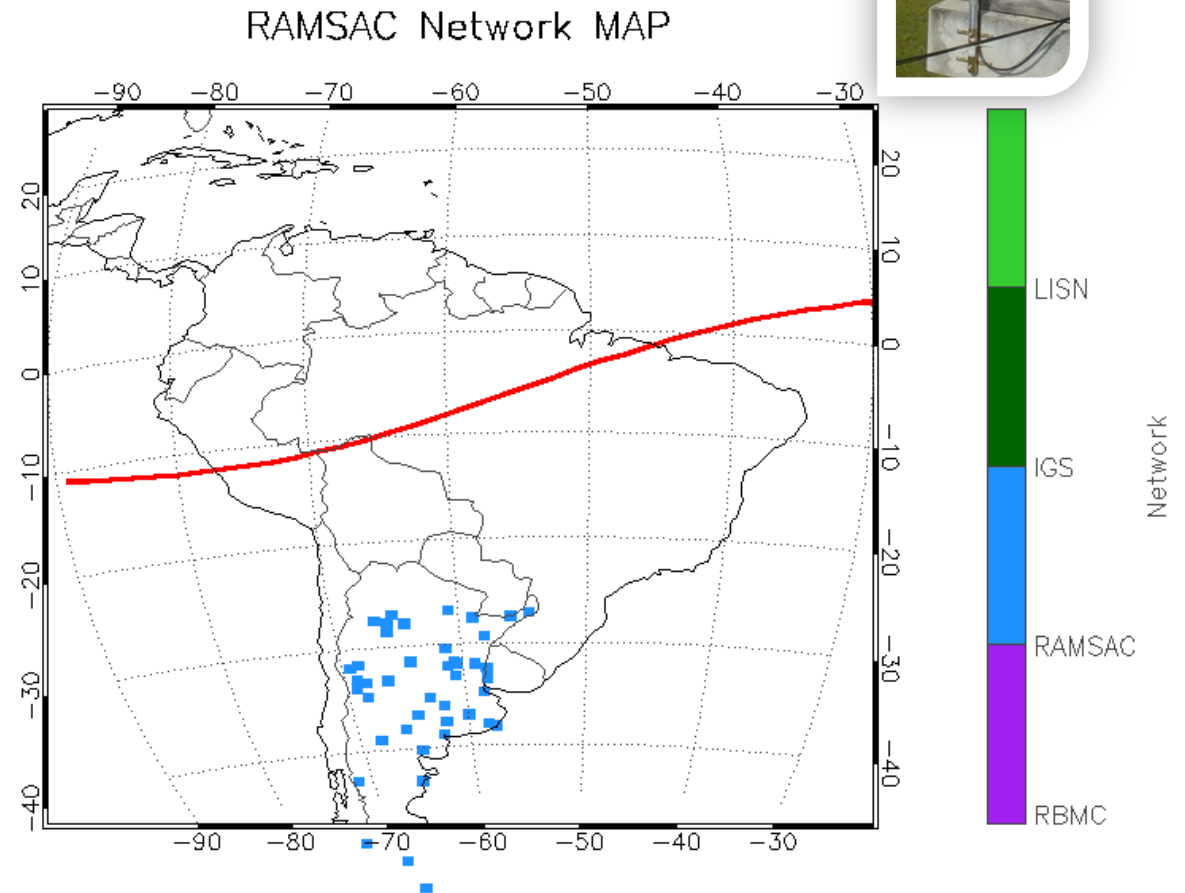 RAMSAC Network MAP
−90 −80 −70 −60 −50 −40 −30
20 20
10 10
0 0
−10 −10
−20 −20
−30 −30
−40 −40
−90 −80 −70 −60 −50 −40 −30
LISN
IGS
RAMSAC
RBMC
Network